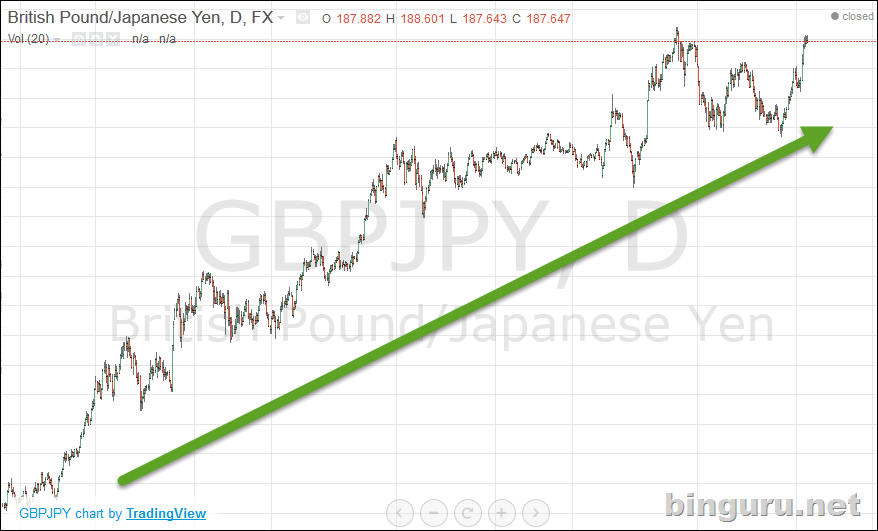 British Pound/Japanese Yen, D, FX O 187.882 H 188.601 L 187.643 C 187.647 closed
Vol (20) n/a n/a
GBPJPY, D
British Pound/Japanese Yen
GBPJPY chart by TradingView
binguru.net